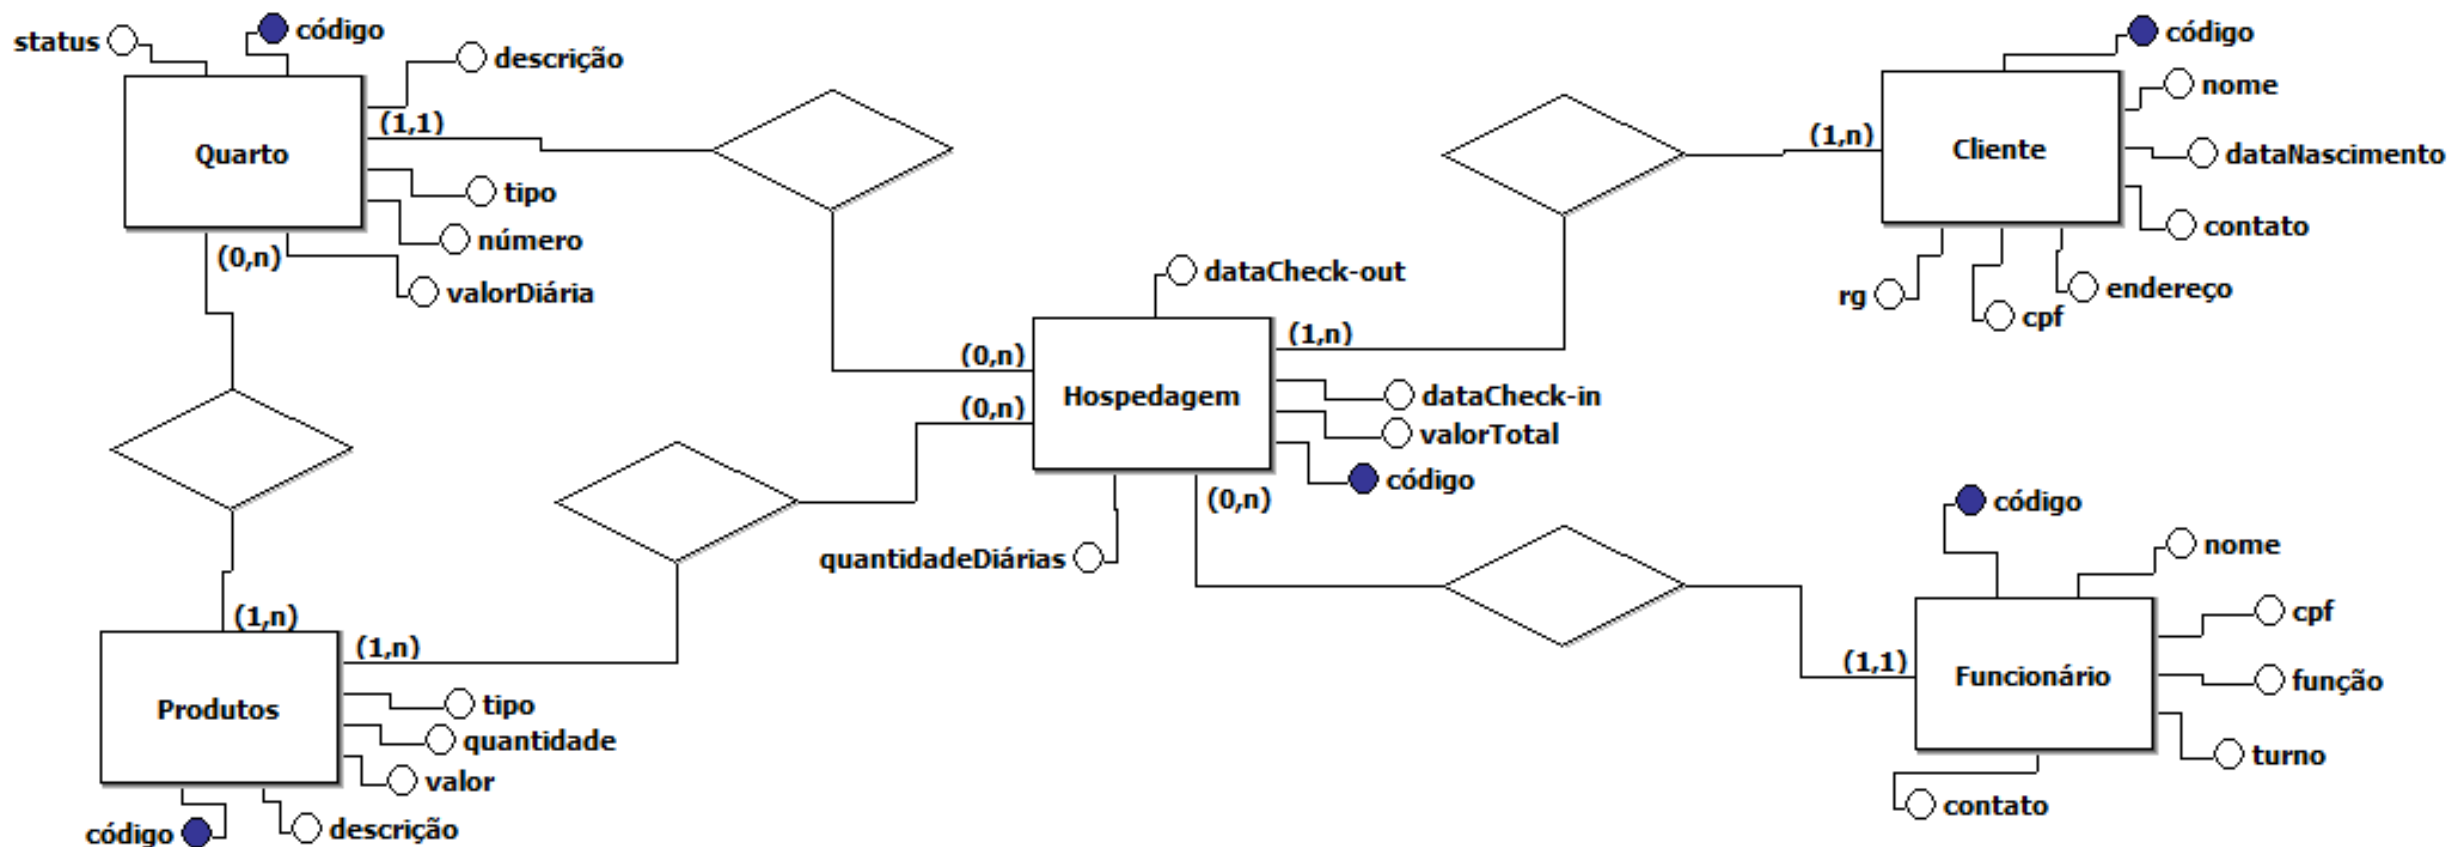 status
código
descrição
(1,1)
Quarto
tipo
número
(0,n)
valorDiária
código
nome
(1,n)
Cliente
dataNascimento
contato
rg
cpf
endereço
dataCheck-out
(0,n)
(1,n)
Hospedagem
dataCheck-in
(0,n)
valorTotal
código
(0,n)
quantidadeDiárias
(1,n)
(1,n)
Produtos
tipo
quantidade
valor
código
descrição
código
nome
cpf
(1,1)
Funcionário
função
turno
contato